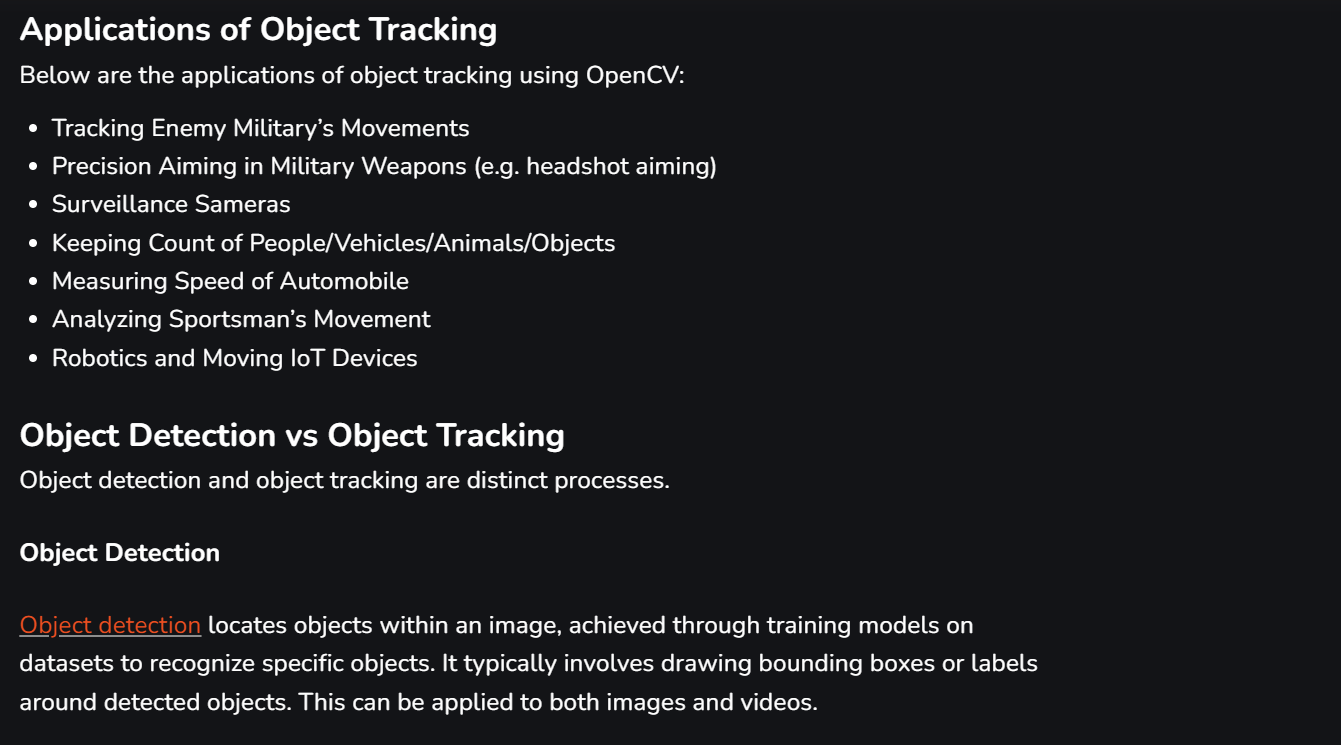 Applications of Object Tracking
Below are the applications of object tracking using OpenCV:
• Tracking Enemy Military’s Movements
• Precision Aiming in Military Weapons (e.g. headshot aiming)
• Surveillance Sameras
• Keeping Count of People/Vehicles/Animals/Objects
• Measuring Speed of Automobile
• Analyzing Sportsman’s Movement
• Robotics and Moving IoT Devices
Object Detection vs Object Tracking
Object detection and object tracking are distinct processes.
Object Detection
Object detection locates objects within an image, achieved through training models on
datasets to recognize specific objects. It typically involves drawing bounding boxes or labels
around detected objects. This can be applied to both images and videos.